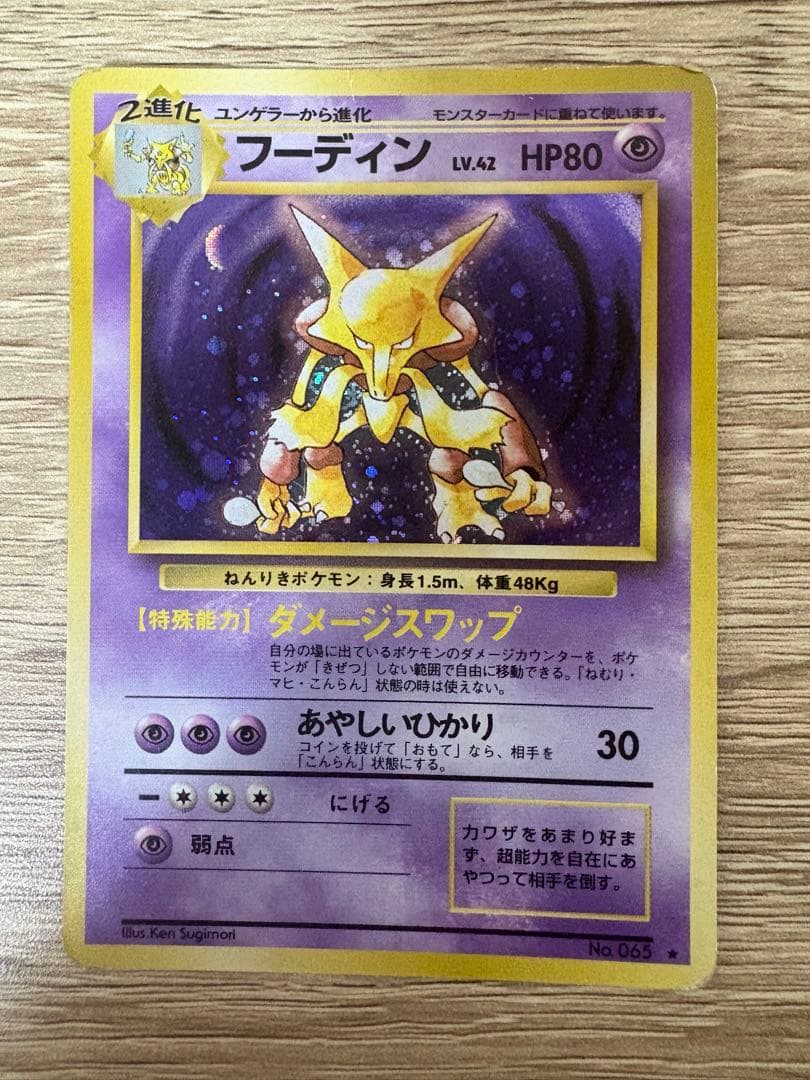 2進化 ユンゲラーから進化 モンスターカードに重ねて使います。
フーディン LV.42 HP80
ねんりきポケモン：身長1.5m、体重48Kg
【特殊能力】ダメージスワップ
自分の場に出ているポケモンのダメージカウンターを、ポケ
モンが「きぜつ」しない範囲で自由に移動できる。「ねむり・
マヒ・こんらん」状態の時は使えない。
あやしいひかり 30
コインを投げて「おもて」なら、相手を
「こんらん」状態にする。
にげる
弱点
力ワザをあまり好ま
ず、超能力を自在にあ
やつって相手を倒す。
Illus.Ken Sugimori
No. 065 ★